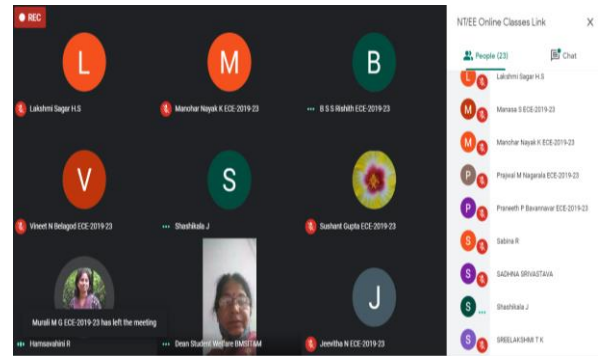 REC
NT/EE Online Classes Link X
People (23) Chat
L M B
Lakshmi Sagar H.S Manohar Nayak K ECE-2019-23 B S S Rishith ECE-2019-23
V S
Vineet N Belagod ECE-2019-23 Shashikala J Sushant Gupta ECE-2019-23
J
Murali M G ECE-2019-23 has left the meeting
Hamsavahini R Dean Student Welfare BMSIT&M Jeevitha N ECE-2019-23
L Lakshmi Sagar H.S
M Manasa S ECE-2019-23
M Manohar Nayak K ECE-2019-23
P Prajwal M Nagarala ECE-2019-23
P Praneeth P Bavannavar ECE-2019-23
S Sabina R
S SADHNA SRIVASTAVA
S Shashikala J
S SREELAKSHMI T K